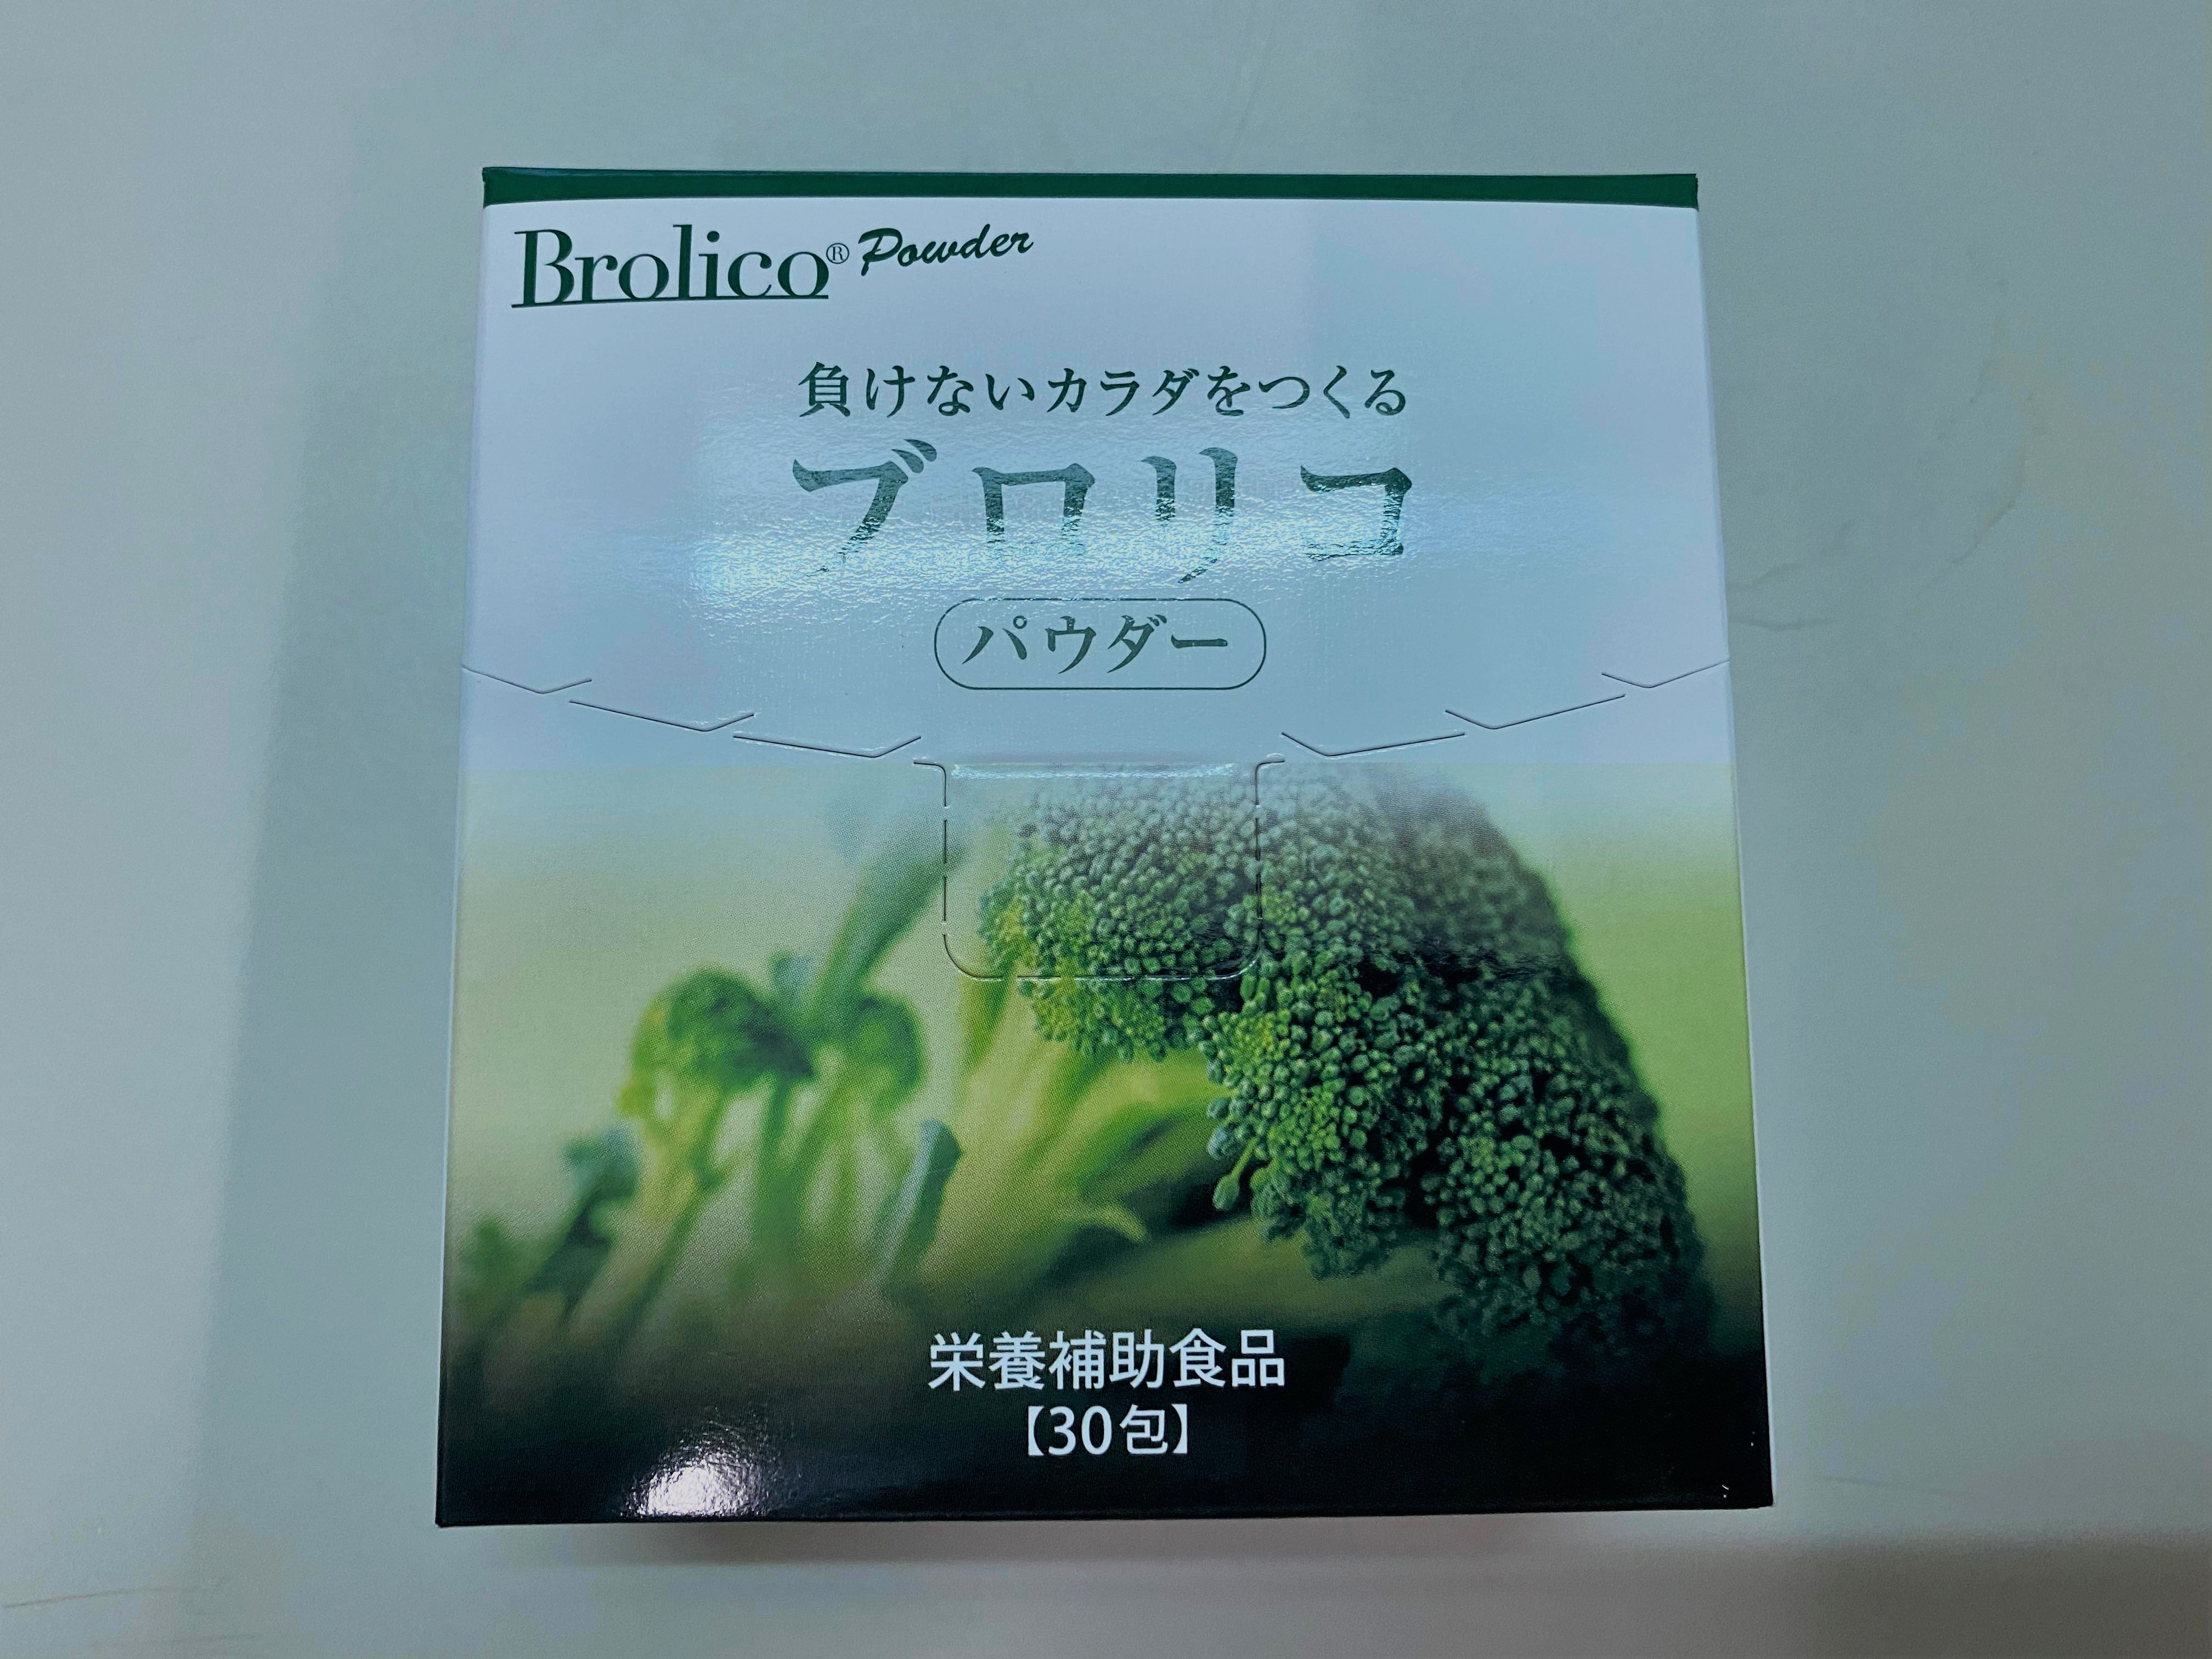 Brolico® Powder
負けないカラダをつくる
ブロリコ
パウダー
栄養補助食品
【30包】